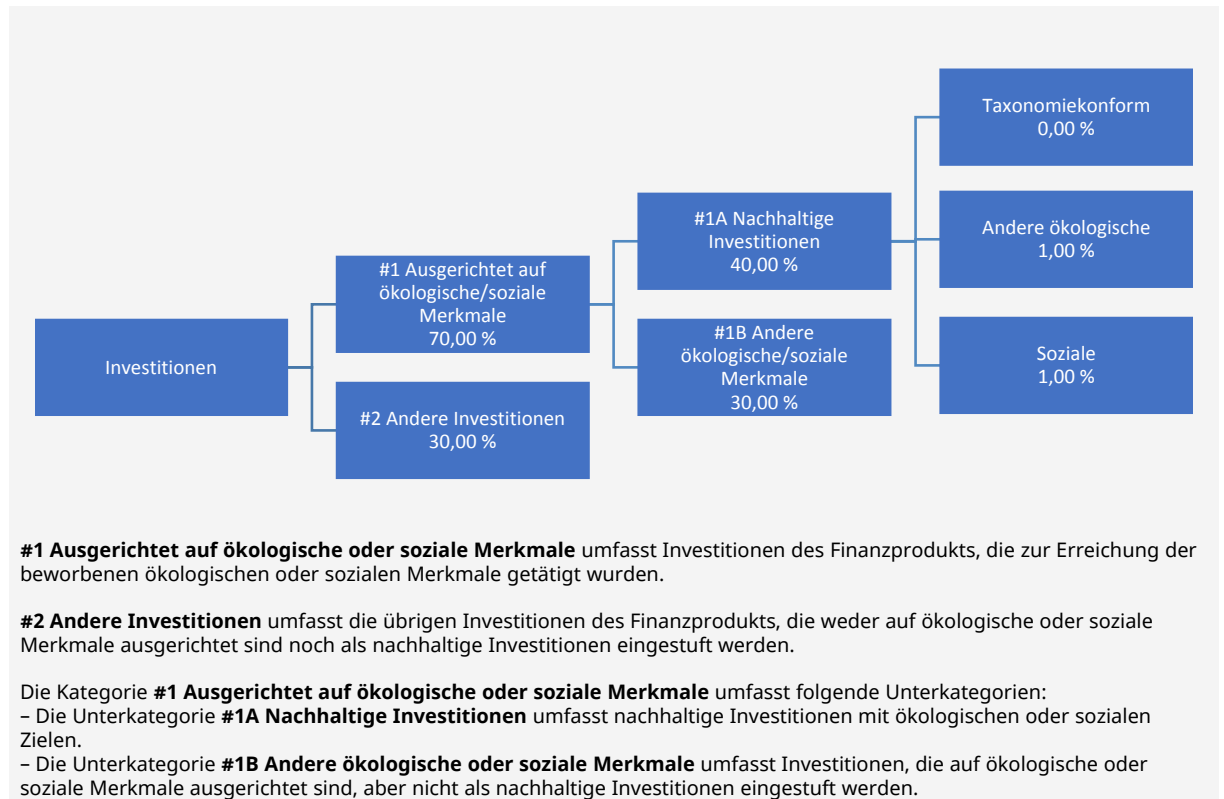 Investitionen
#1 Ausgerichtet auf
ökologische/soziale
Merkmale
70,00 %
#2 Andere Investitionen
30,00 %
#1A Nachhaltige
Investitionen
40,00 %
#1B Andere
ökologische/soziale
Merkmale
30,00 %
Taxonomiekonform
0,00 %
Andere ökologische
1,00 %
Soziale
1,00 %
#1 Ausgerichtet auf ökologische oder soziale Merkmale umfasst Investitionen des Finanzprodukts, die zur Erreichung der
beworbenen ökologischen oder sozialen Merkmale getätigt wurden.
#2 Andere Investitionen umfasst die übrigen Investitionen des Finanzprodukts, die weder auf ökologische oder soziale
Merkmale ausgerichtet sind noch als nachhaltige Investitionen eingestuft werden.
Die Kategorie #1 Ausgerichtet auf ökologische oder soziale Merkmale umfasst folgende Unterkategorien:
– Die Unterkategorie #1A Nachhaltige Investitionen umfasst nachhaltige Investitionen mit ökologischen oder sozialen
Zielen.
– Die Unterkategorie #1B Andere ökologische oder soziale Merkmale umfasst Investitionen, die auf ökologische oder
soziale Merkmale ausgerichtet sind, aber nicht als nachhaltige Investitionen eingestuft werden.